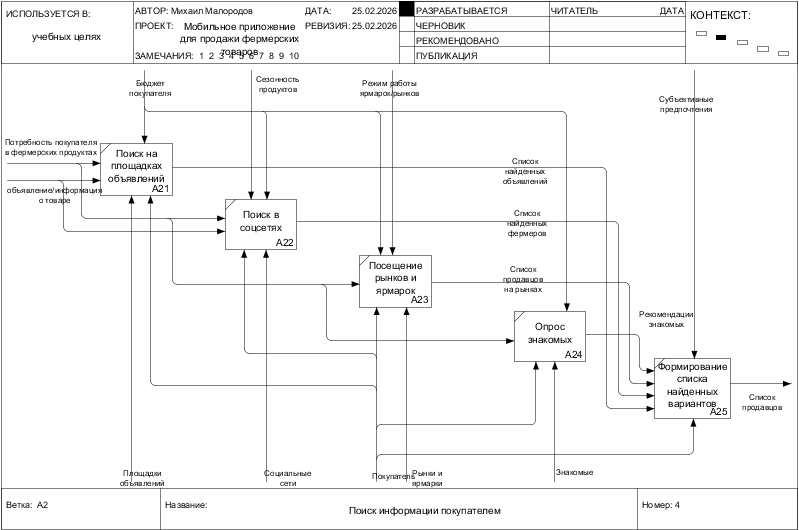 ИСПОЛЬЗУЕТСЯ В:
учебных целях
АВТОР: Михаил Малородов
ДАТА: 25.02.2026
ПРОЕКТ: Мобильное приложение
для продажи фермерских
товаров
РЕВИЗИЯ: 25.02.2026
ЗАМЕЧАНИЯ: 1 2 3 4 5 6 7 8 9 10
РАЗРАБАТЫВАЕТСЯ
ЧЕРНОВИК
РЕКОМЕНДОВАНО
ПУБЛИКАЦИЯ
ЧИТАТЕЛЬ ДАТА
КОНТЕКСТ:
Бюджет
покупателя
Сезонность
продуктов
Режим работы
ярмарок/рынков
Субъективные
предпочтения
Потребность покупателя
в фермерских продуктах
объявление/информация
о товаре
Поиск на
площадках
объявлений
A21
Список
найденных
объявлений
Поиск в
соцсетях
A22
Список
найденных
фермеров
Посещение
рынков и
ярмарок
A23
Список
продавцов
на рынках
Опрос
знакомых
A24
Рекомендации
знакомых
Формирование
списка
найденных
вариантов
A25
Список
продавцов
Площадки
объявлений
Социальные
сети
Покупатель
Рынки и
ярмарки
Знакомые
Ветка: A2
Название:
Поиск информации покупателем
Номер: 4